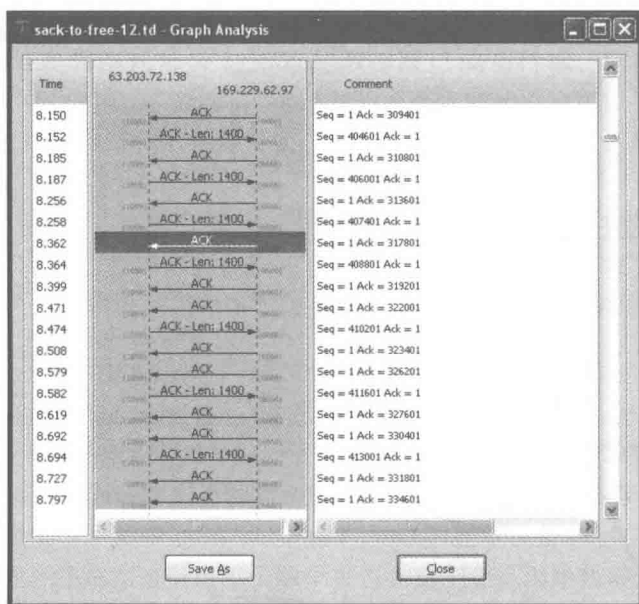 sack-to-free-12.td - Graph Analysis
Time 63.203.72.138 169.229.62.97 Comment
8.150 ACK Seq = 1 Ack = 309401
8.152 ACK - Len: 1400 Seq = 404601 Ack = 1
8.185 ACK Seq = 1 Ack = 310801
8.187 ACK - Len: 1400 Seq = 406001 Ack = 1
8.256 ACK Seq = 1 Ack = 313601
8.258 ACK - Len: 1400 Seq = 407401 Ack = 1
8.362 ACK Seq = 1 Ack = 317801
8.364 ACK - Len: 1400 Seq = 408801 Ack = 1
8.399 ACK Seq = 1 Ack = 319201
8.471 ACK Seq = 1 Ack = 322001
8.474 ACK - Len: 1400 Seq = 410201 Ack = 1
8.508 ACK Seq = 1 Ack = 323401
8.579 ACK Seq = 1 Ack = 326201
8.582 ACK - Len: 1400 Seq = 411601 Ack = 1
8.619 ACK Seq = 1 Ack = 327601
8.692 ACK Seq = 1 Ack = 330401
8.694 ACK - Len: 1400 Seq = 413001 Ack = 1
8.727 ACK Seq = 1 Ack = 331801
8.797 ACK Seq = 1 Ack = 334601
Save As Close